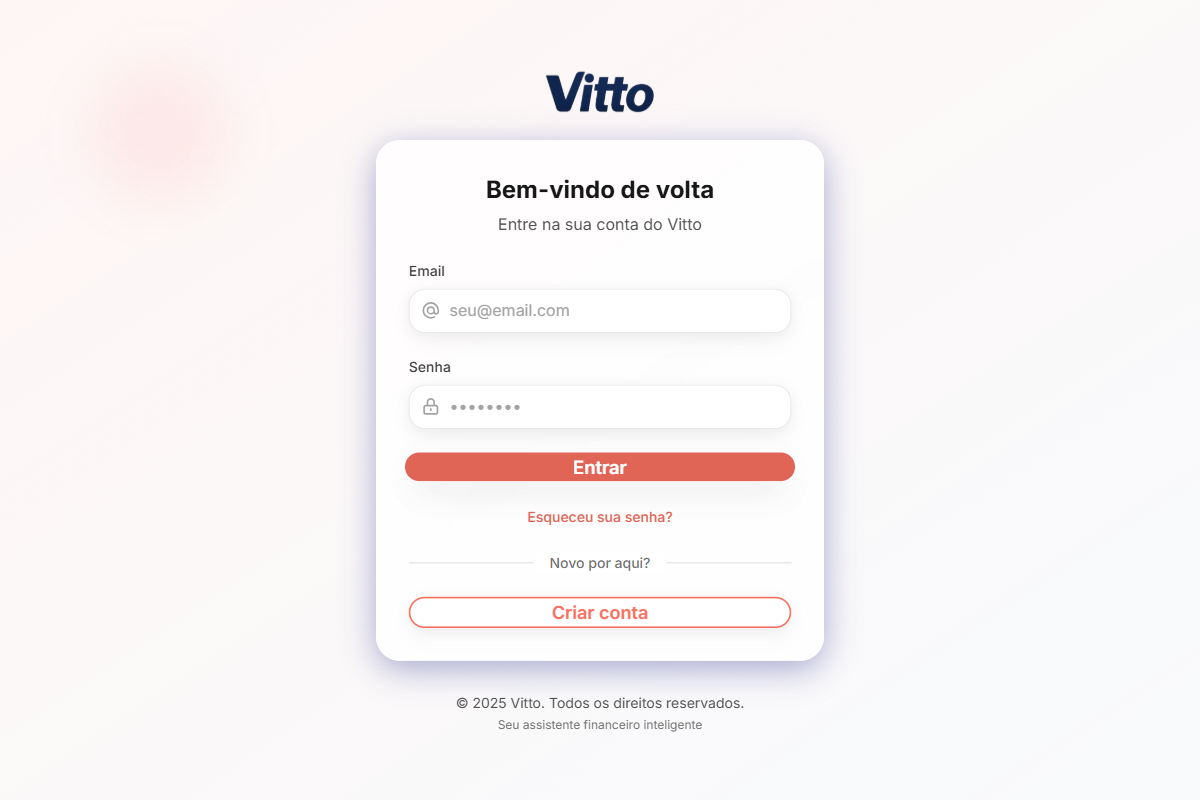 Vitto
Bem-vindo de volta
Entre na sua conta do Vitto
Email
seu@email.com
Senha
••••••••
Entrar
Esqueceu sua senha?
Novo por aqui?
Criar conta
© 2025 Vitto. Todos os direitos reservados.
Seu assistente financeiro inteligente